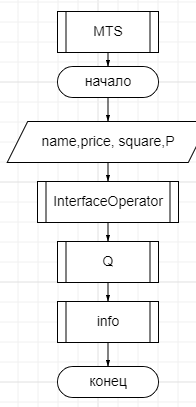 MTS
начало
name,price, square,P
InterfaceOperator
Q
info
конец